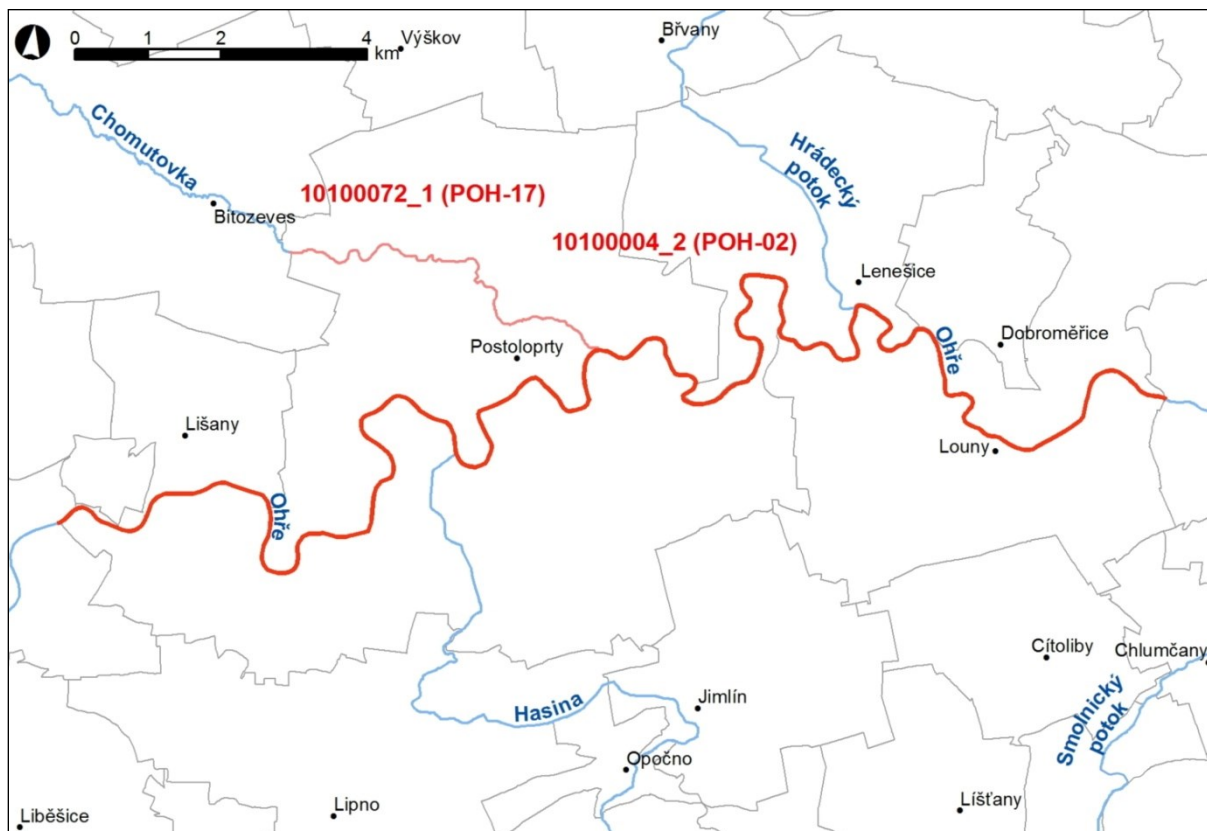 0 1 2 4
km
Výškov
Břvany
Chomutovka
Hrádecký
potok
10100072_1 (POH-17)
Bitozeves
10100004_2 (POH-02)
Lenešice
Postoloprty
Ohře
Dobroměřice
Lišany
Louny
Ohře
Cítoliby
Chlumčany
Hasina
Jimlín
Smolnický
potok
Opočno
Liběšice
Lipno
Líšťany